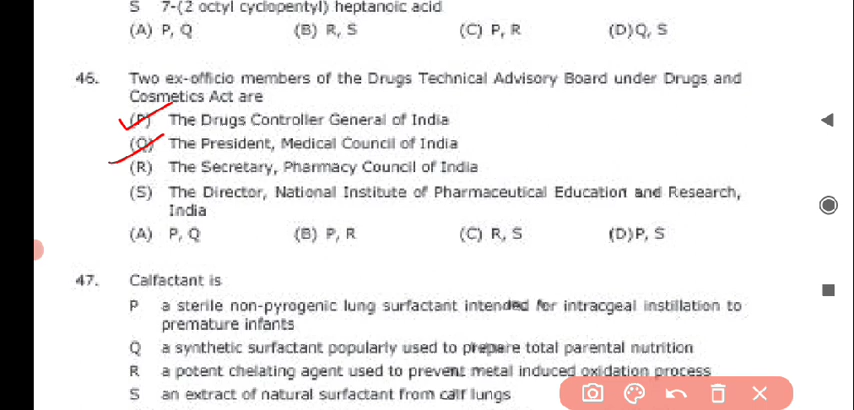 S 7-(2 octyl cyclopentyl) heptanoic acid
(A) P, Q (B) R, S (C) P, R (D)Q, S
46. Two ex-officio members of the Drugs Technical Advisory Board under Drugs and
Cosmetics Act are
(P) The Drugs Controller General of India
(Q) The President, Medical Council of India
(R) The Secretary, Pharmacy Council of India
(S) The Director, National Institute of Pharmaceutical Education and Research,
India
(A) P, Q (B) P, R (C) R, S (D)P, S
47. Calfactant is
P a sterile non-pyrogenic lung surfactant intended for intracgeal instillation to
premature infants
Q a synthetic surfactant popularly used to prepare total parental nutrition
R a potent chelating agent used to prevent metal induced oxidation process
S an extract of natural surfactant from calf lungs